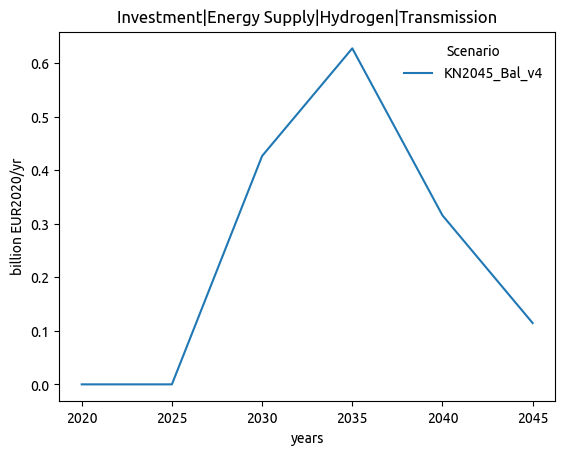 Investment|Energy Supply|Hydrogen|Transmission
Scenario
KN2045_Bal_v4
billion EUR2020/yr
0.6
0.5
0.4
0.3
0.2
0.1
0.0
2020 2025 2030 2035 2040 2045
years